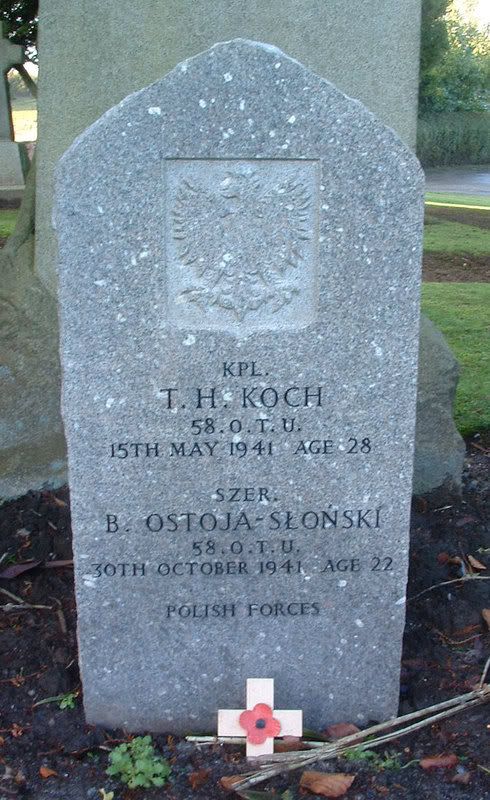 KPL.
T. H. KOCH
58. O. T. U.
15TH MAY 1941 AGE 28
SZER.
B. OSTOJA-SŁOŃSKI
58. O. T. U.
30TH OCTOBER 1941 AGE 22
POLISH FORCES